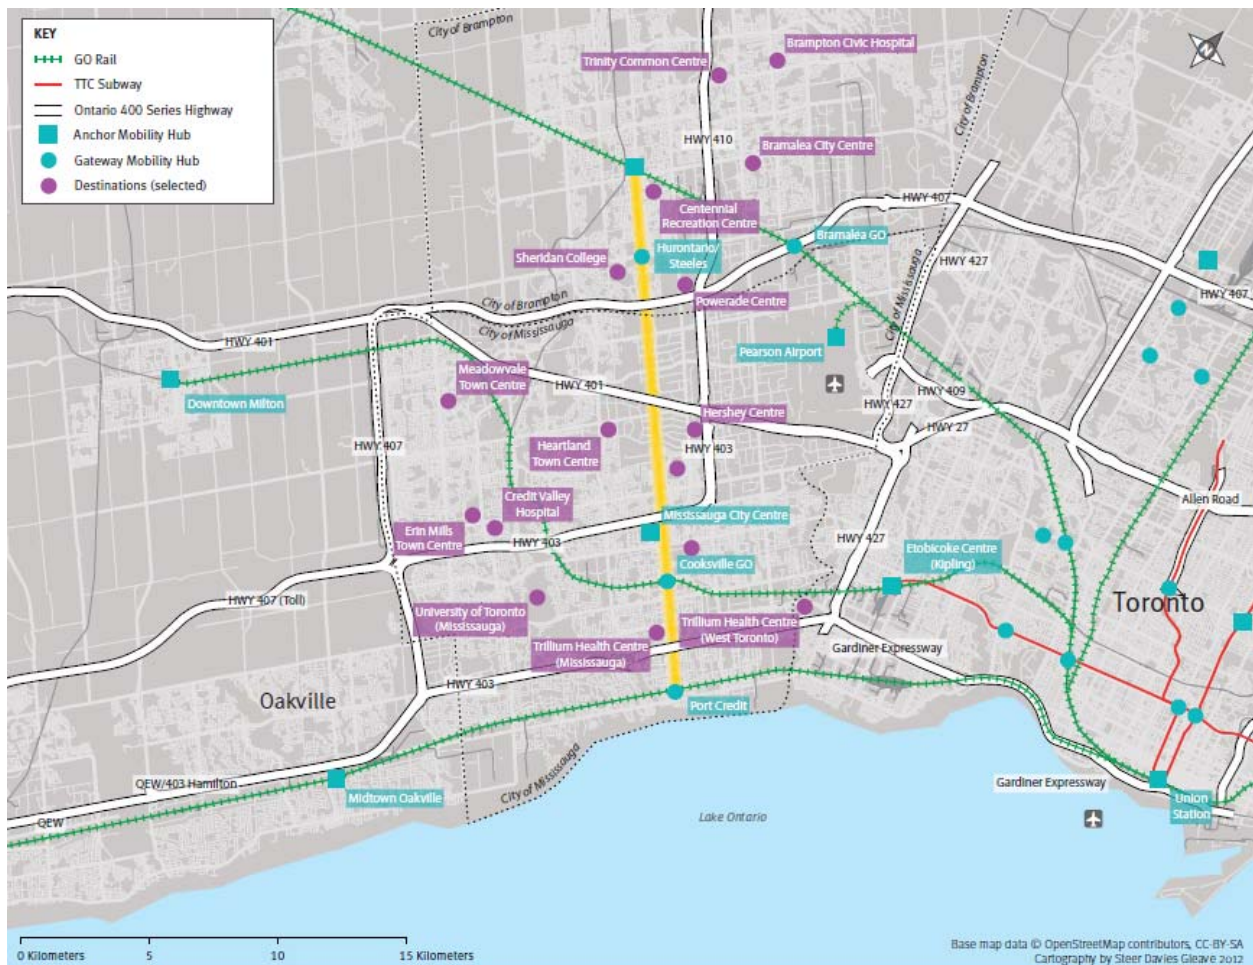 KEY
GO Rail
TTC Subway
Ontario 400 Series Highway
Anchor Mobility Hub
Gateway Mobility Hub
Destinations (selected)
City of Brampton
Brampton Civic Hospital
Trinity Common Centre
N
City of Brampton
HWY 410
Bramalea City Centre
HWY 407
Centennial
Recreation Centre
Bramalea GO
Hurontario/
Steeles
Sheridan College
HWY 427
City of Mississauga
HWY 407
City of Brampton
Powerade Centre
City of Mississauga
HWY 401
Pearson Airport
Meadowvale
Town Centre
HWY 401
HWY 409
Downtown Milton
HWY 427
Hershey Centre
HWY 27
HWY 407
Heartland
Town Centre
HWY 403
Credit Valley
Hospital
Allen Road
Mississauga City Centre
Erin Mills
Town Centre
HWY 403
HWY 427
Etobicoke Centre
(Kipling)
Cooksville GO
HWY 407 (Toll)
Toronto
University of Toronto
(Mississauga)
Trillium Health Centre
(West Toronto)
Trillium Health Centre
(Mississauga)
Gardiner Expressway
HWY 403
Oakville
Port Credit
City of Mississauga
QEW/403 Hamilton
Gardiner Expressway
Midtown Oakville
Union
Station
QEW
Lake Ontario
0 Kilometers
5
10
15 Kilometers
Base map data © OpenStreetMap contributors, CC-BY-SA
Cartography by Steer Davies Gleave 2012